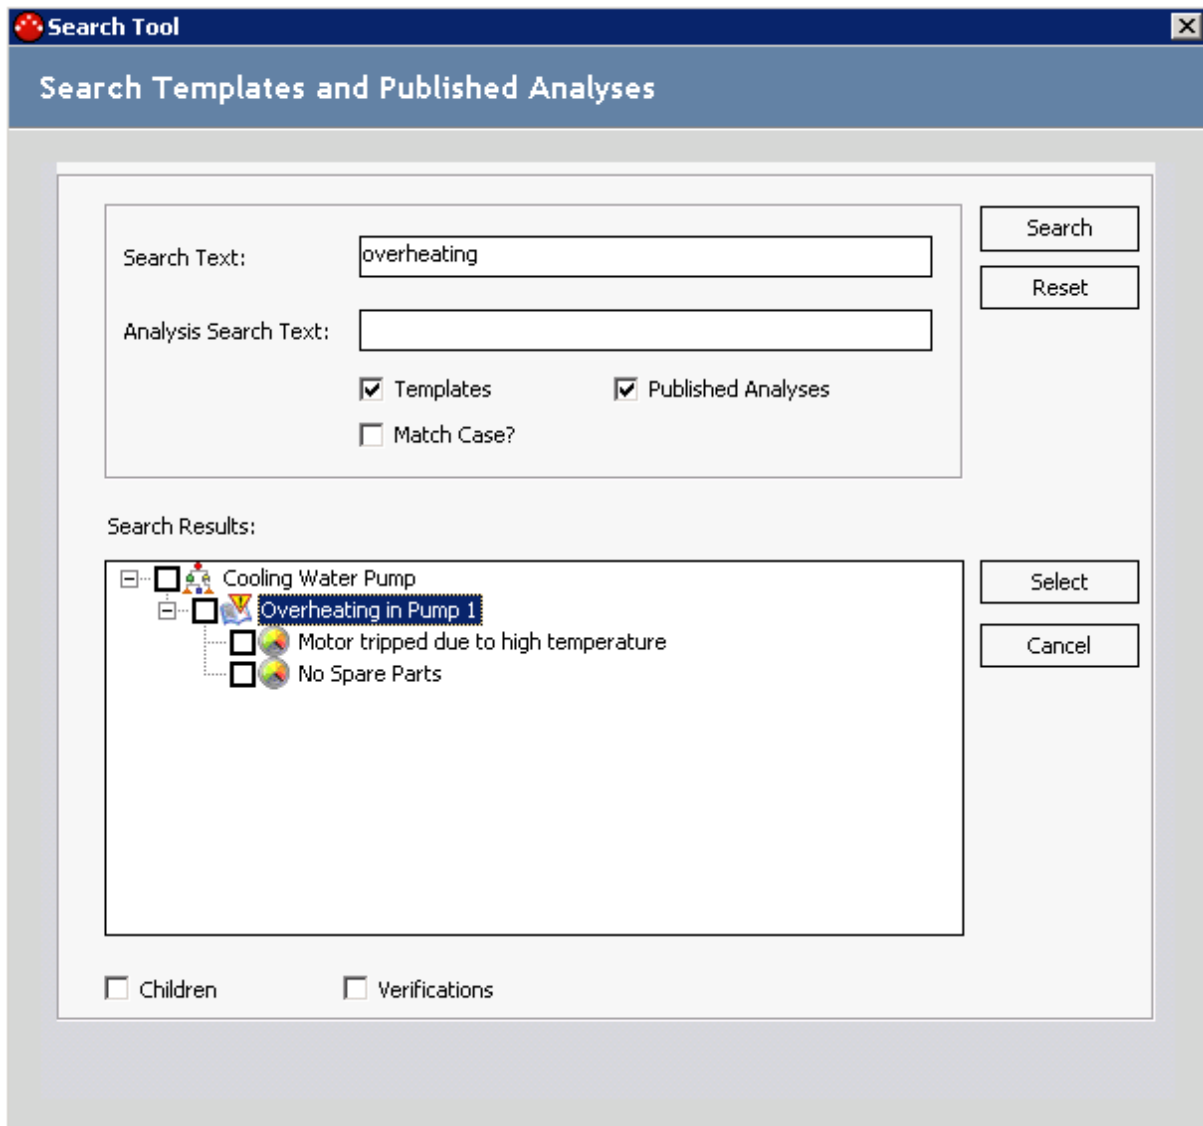 Search Tool
Search Templates and Published Analyses
Search Text: overheating
Search
Reset
Analysis Search Text:
Templates Published Analyses
Match Case?
Search Results:
Cooling Water Pump
Select
Overheating in Pump 1
Motor tripped due to high temperature
Cancel
No Spare Parts
Children Verifications